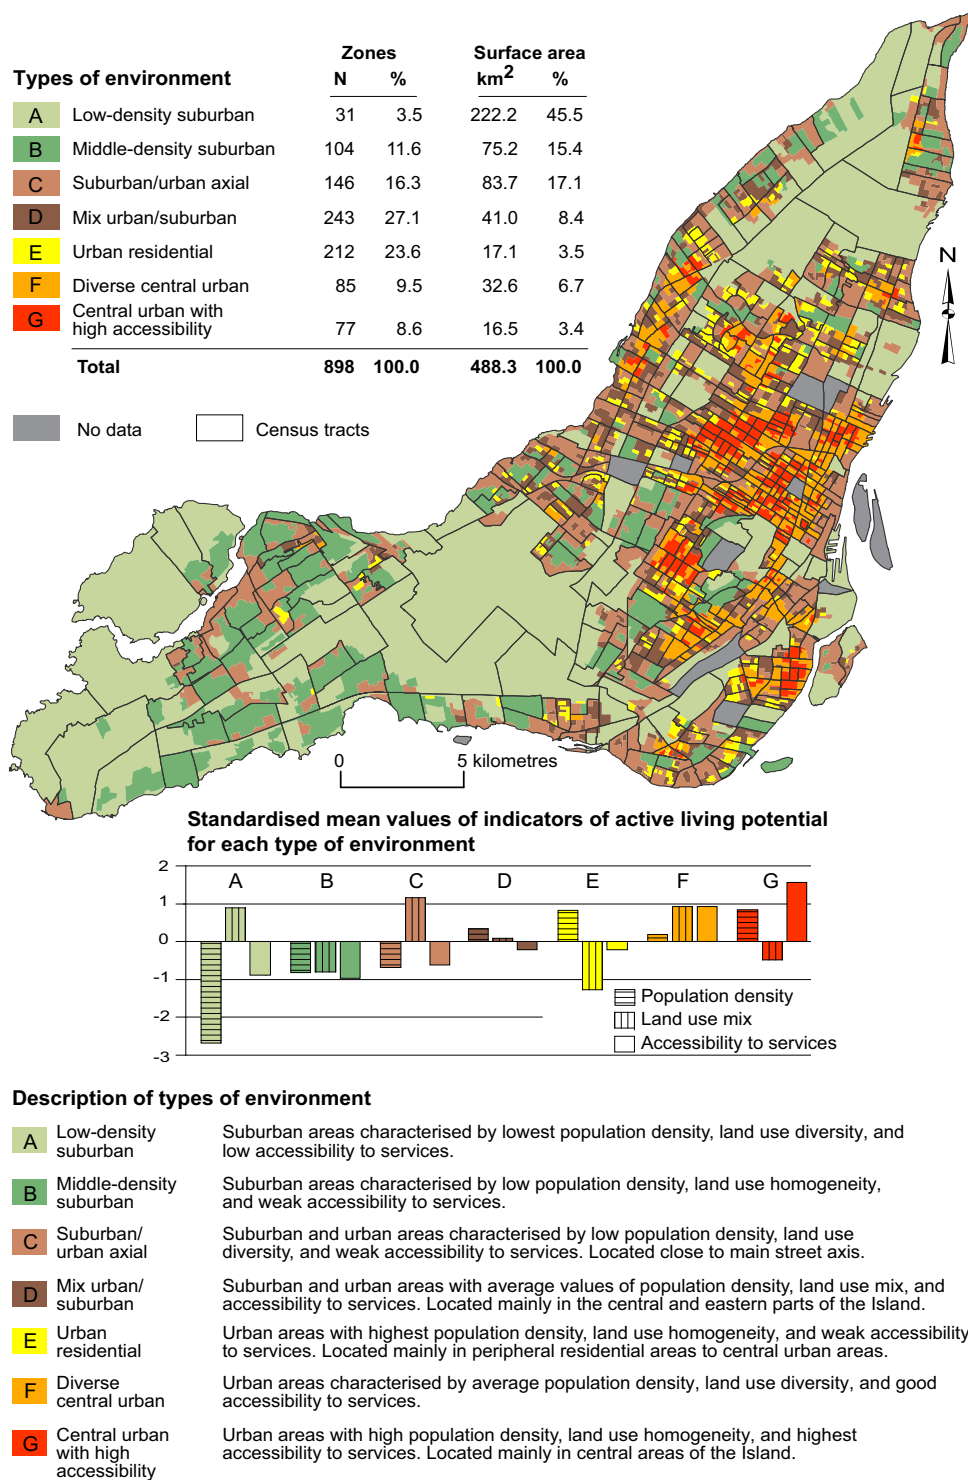 Zones Surface area
Types of environment N % km2 %
A Low-density suburban 31 3.5 222.2 45.5
B Middle-density suburban 104 11.6 75.2 15.4
C Suburban/urban axial 146 16.3 83.7 17.1
D Mix urban/suburban 243 27.1 41.0 8.4
E Urban residential 212 23.6 17.1 3.5
F Diverse central urban 85 9.5 32.6 6.7
G Central urban with
high accessibility 77 8.6 16.5 3.4
Total 898 100.0 488.3 100.0
No data Census tracts
N
0 5 kilometres
Standardised mean values of indicators of active living potential
for each type of environment
2
A B C D E F G
1
0
-1
-2
-3
Population density
Land use mix
Accessibility to services
Description of types of environment
A Low-density Suburban areas characterised by lowest population density, land use diversity, and
suburban low accessibility to services.
B Middle-density Suburban areas characterised by low population density, land use homogeneity,
suburban and weak accessibility to services.
C Suburban/ Suburban and urban areas characterised by low population density, land use
urban axial diversity, and weak accessibility to services. Located close to main street axis.
D Mix urban/ Suburban and urban areas with average values of population density, land use mix, and
suburban accessibility to services. Located mainly in the central and eastern parts of the Island.
E Urban Urban areas with highest population density, land use homogeneity, and weak accessibility
residential to services. Located mainly in peripheral residential areas to central urban areas.
F Diverse Urban areas characterised by average population density, land use diversity, and good
central urban accessibility to services.
G Central urban Urban areas with high population density, land use homogeneity, and highest
with high accessibility to services. Located mainly in central areas of the Island.
accessibility